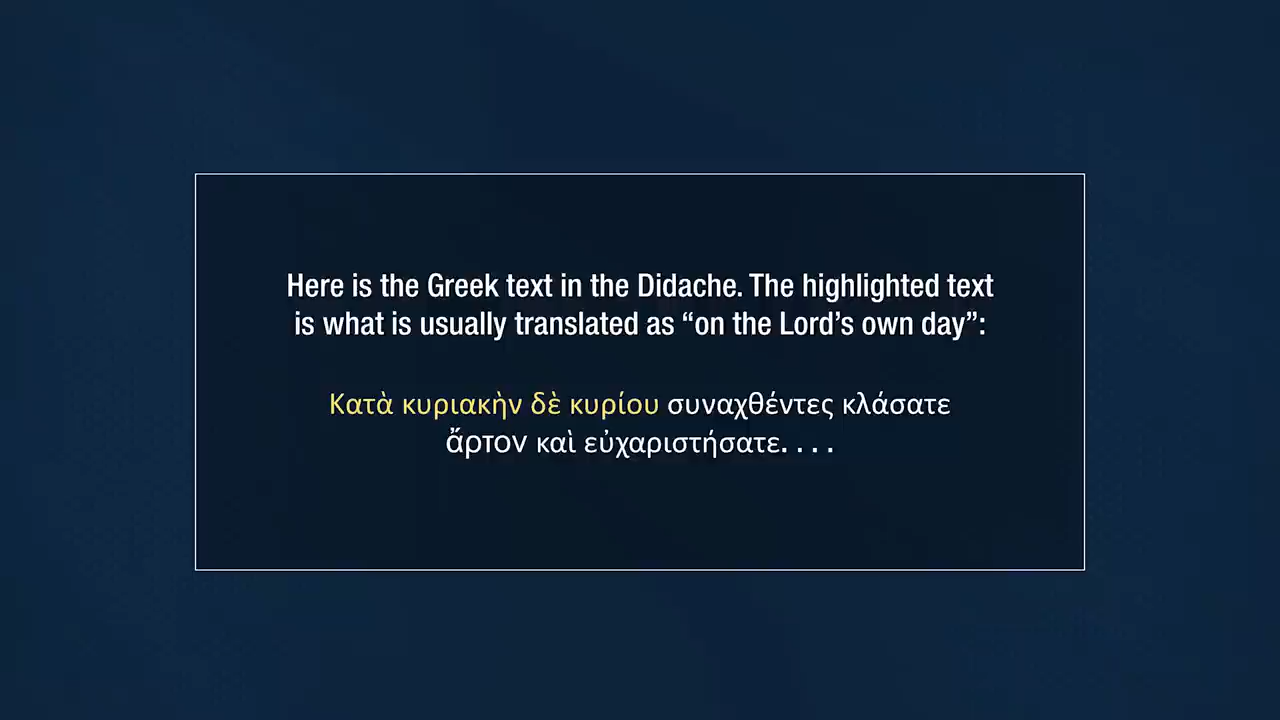 Here is the Greek text in the Didache. The highlighted text
is what is usually translated as “on the Lord’s own day”:
Κατὰ κυριακὴν δὲ κυρίου συναχθέντες κλάσατε
ἄρτον καὶ εὐχαριστήσατε. . . .